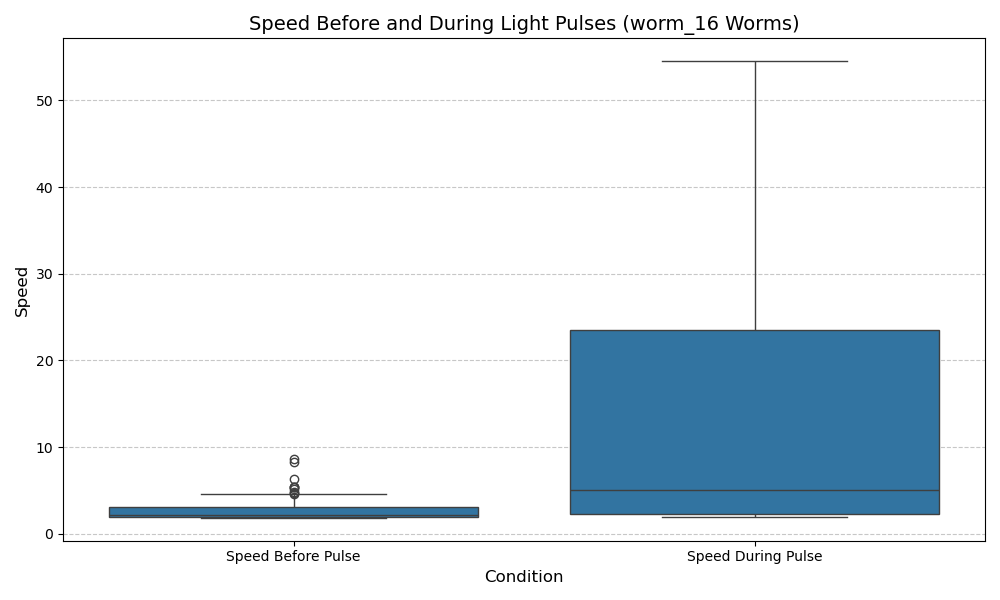 Speed Before and During Light Pulses (worm_16 Worms)
Speed
50
40
30
20
10
0
Speed Before Pulse
Speed During Pulse
Condition